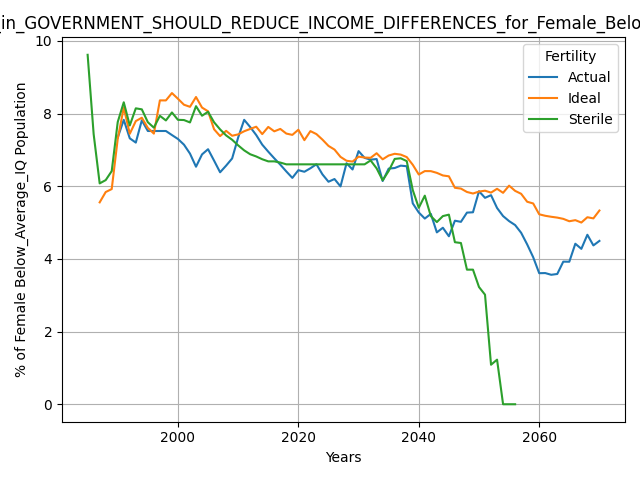 _in_GOVERNMENT_SHOULD_REDUCE_INCOME_DIFFERENCES_for_Female_Belo
10
8
6
4
2
0
% of Female Below_Average_IQ Population
Fertility
Actual
Ideal
Sterile
2000
2020
2040
2060
Years